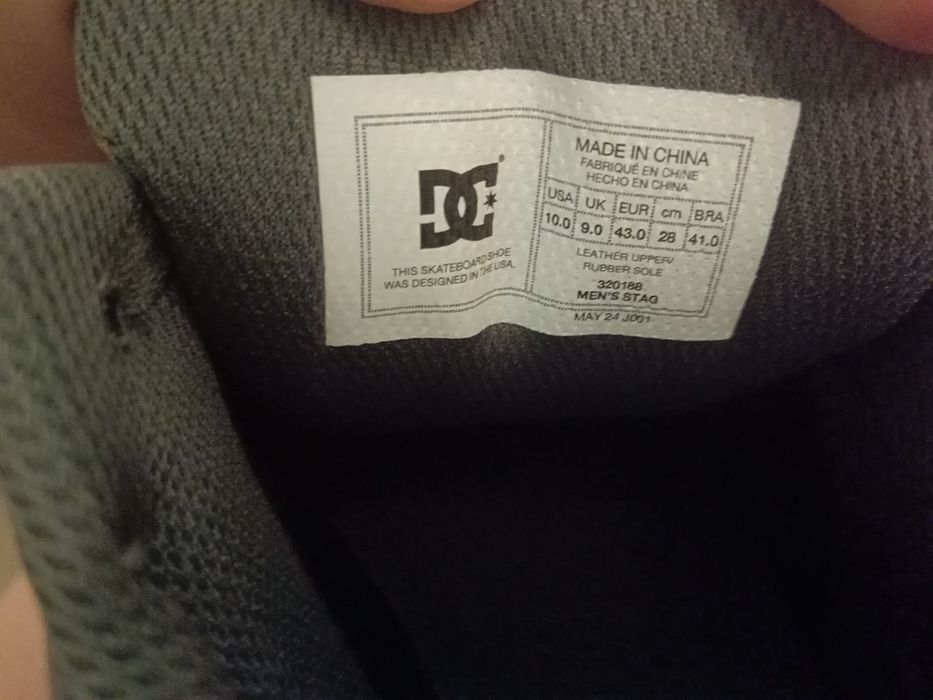 DC
THIS SKATEBOARD SHOE
WAS DESIGNED IN THE USA.
MADE IN CHINA
FABRIQUÉ EN CHINE
HECHO EN CHINA
USA UK EUR cm BRA
10.0 9.0 43.0 28 41.0
LEATHER UPPER/
RUBBER SOLE
320188
MEN'S STAG
MAY 24 J001